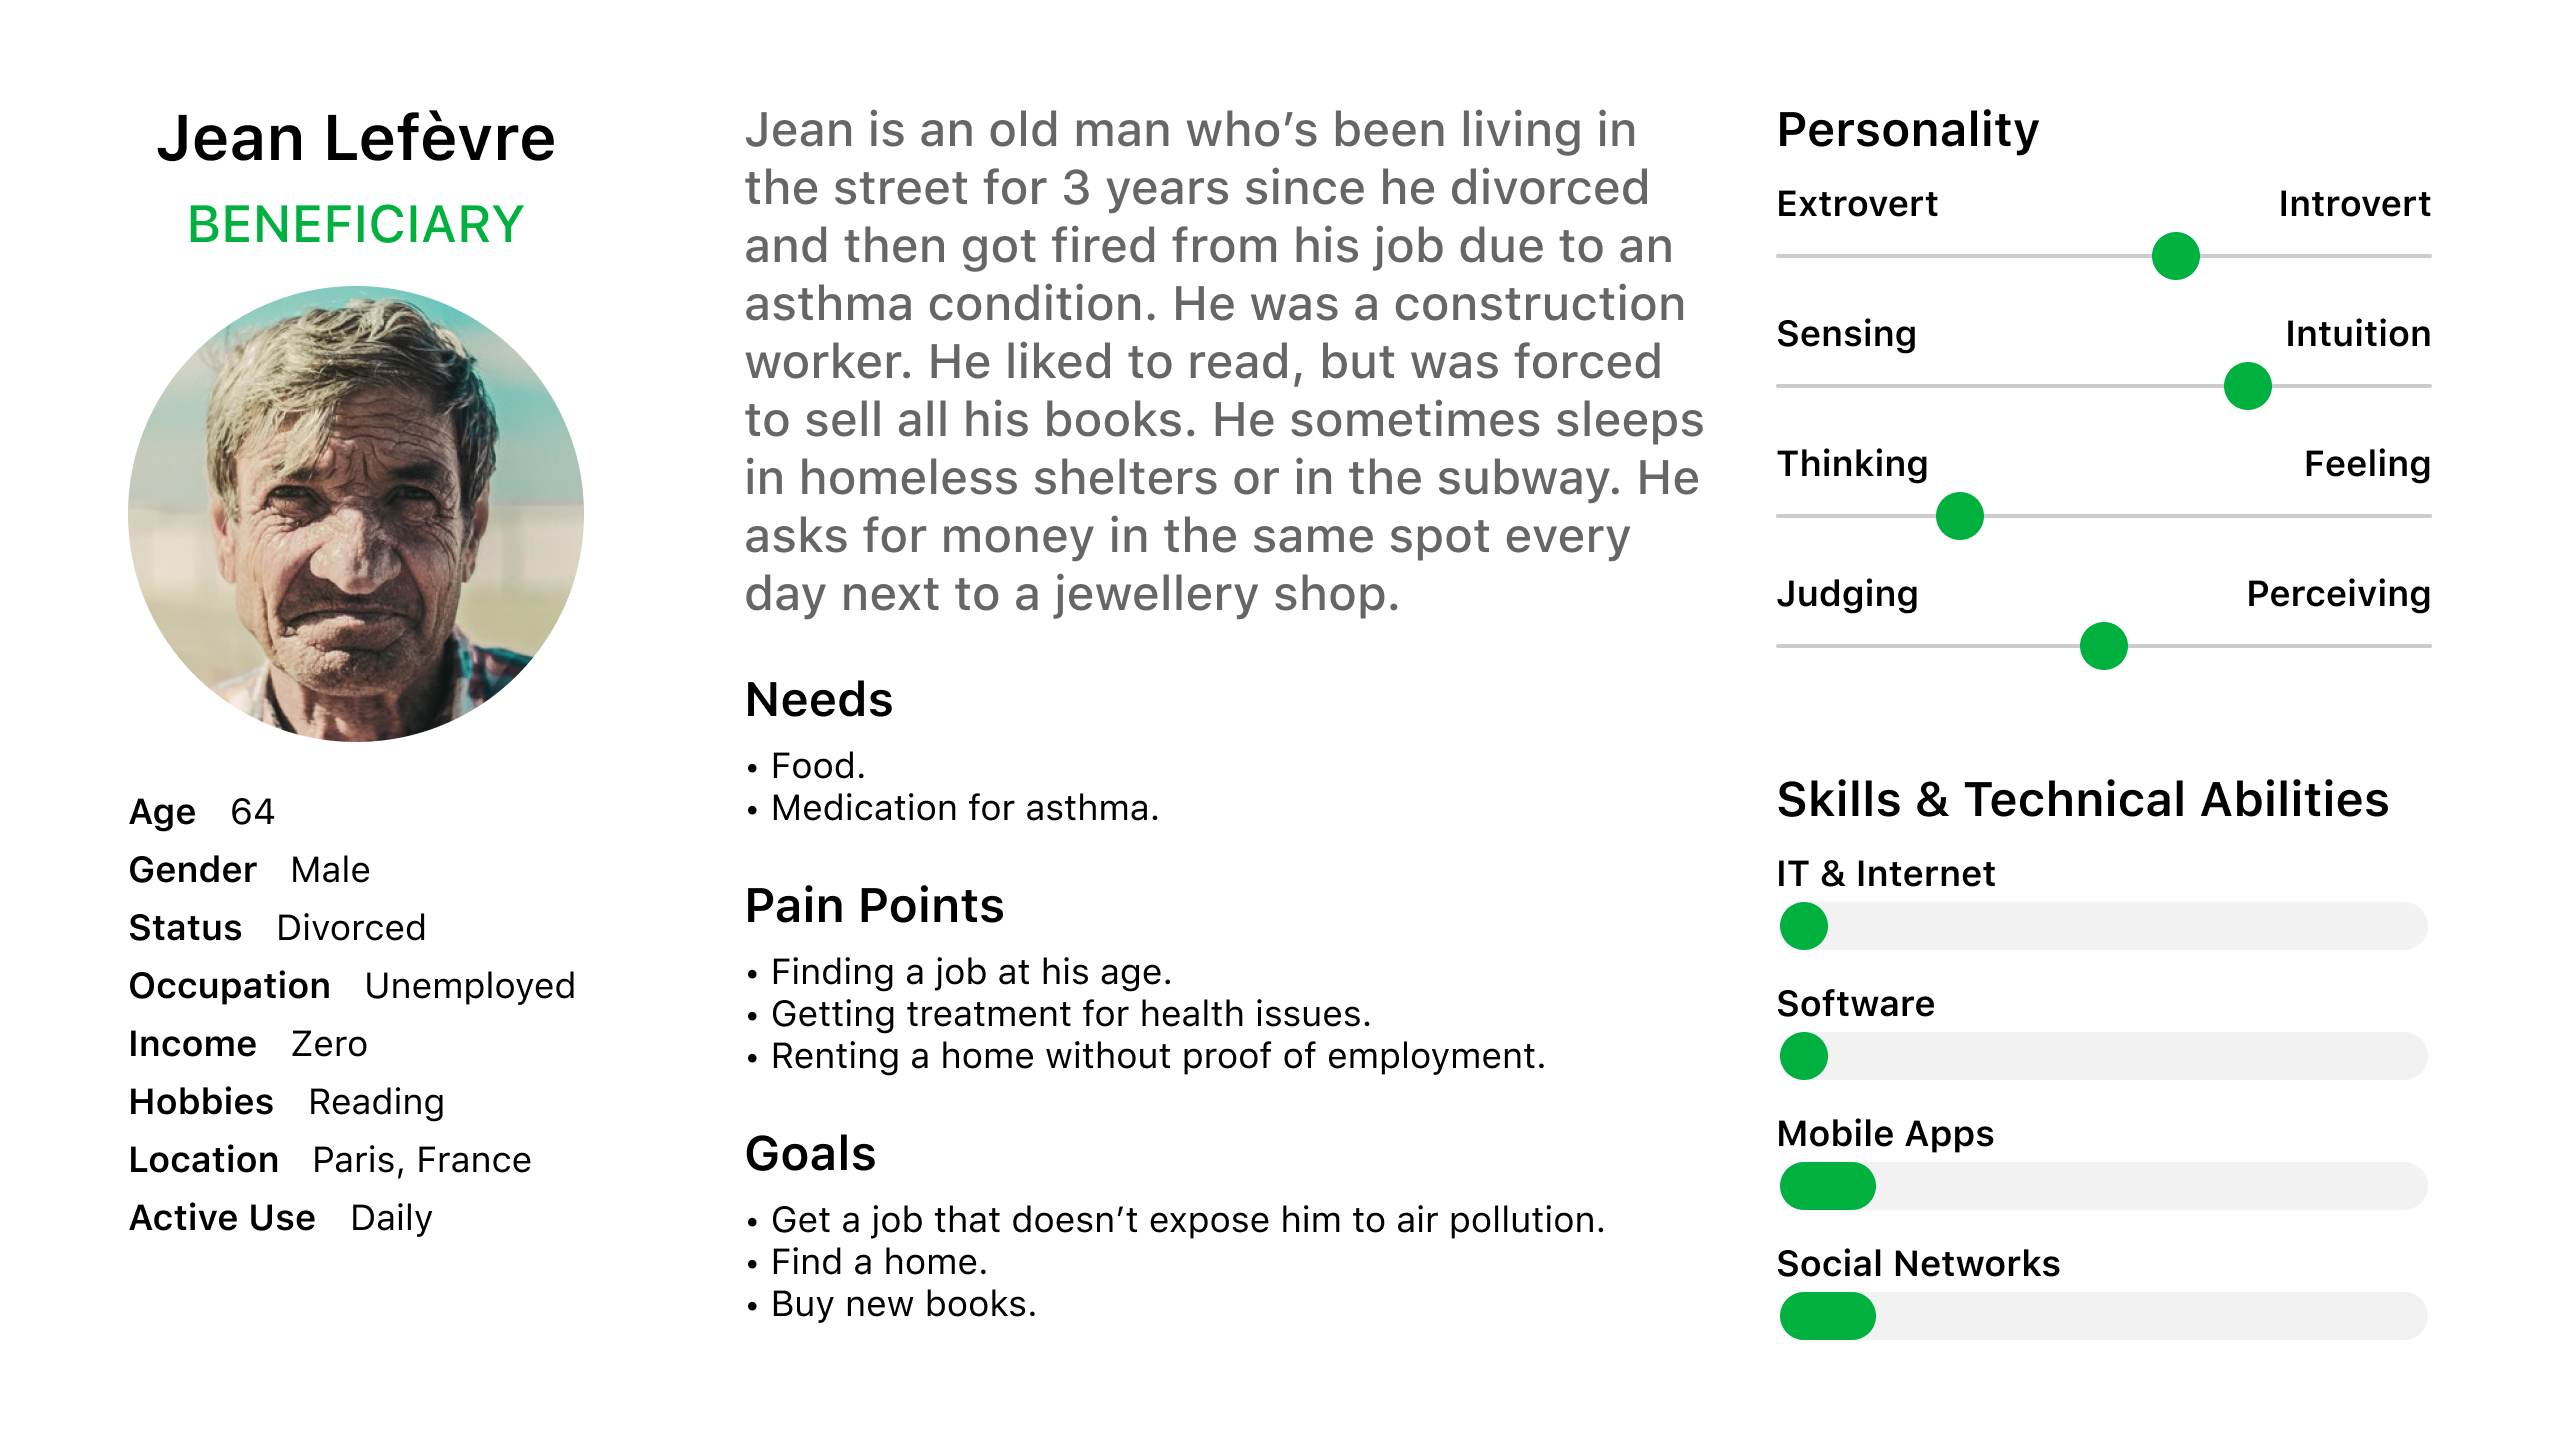 Jean Lefèvre
BENEFICIARY
Age 64
Gender Male
Status Divorced
Occupation Unemployed
Income Zero
Hobbies Reading
Location Paris, France
Active Use Daily
Jean is an old man who’s been living in
the street for 3 years since he divorced
and then got fired from his job due to an
asthma condition. He was a construction
worker. He liked to read, but was forced
to sell all his books. He sometimes sleeps
in homeless shelters or in the subway. He
asks for money in the same spot every
day next to a jewellery shop.
Needs
• Food.
• Medication for asthma.
Pain Points
• Finding a job at his age.
• Getting treatment for health issues.
• Renting a home without proof of employment.
Goals
• Get a job that doesn’t expose him to air pollution.
• Find a home.
• Buy new books.
Personality
Extrovert Introvert
Sensing Intuition
Thinking Feeling
Judging Perceiving
Skills & Technical Abilities
IT & Internet
Software
Mobile Apps
Social Networks